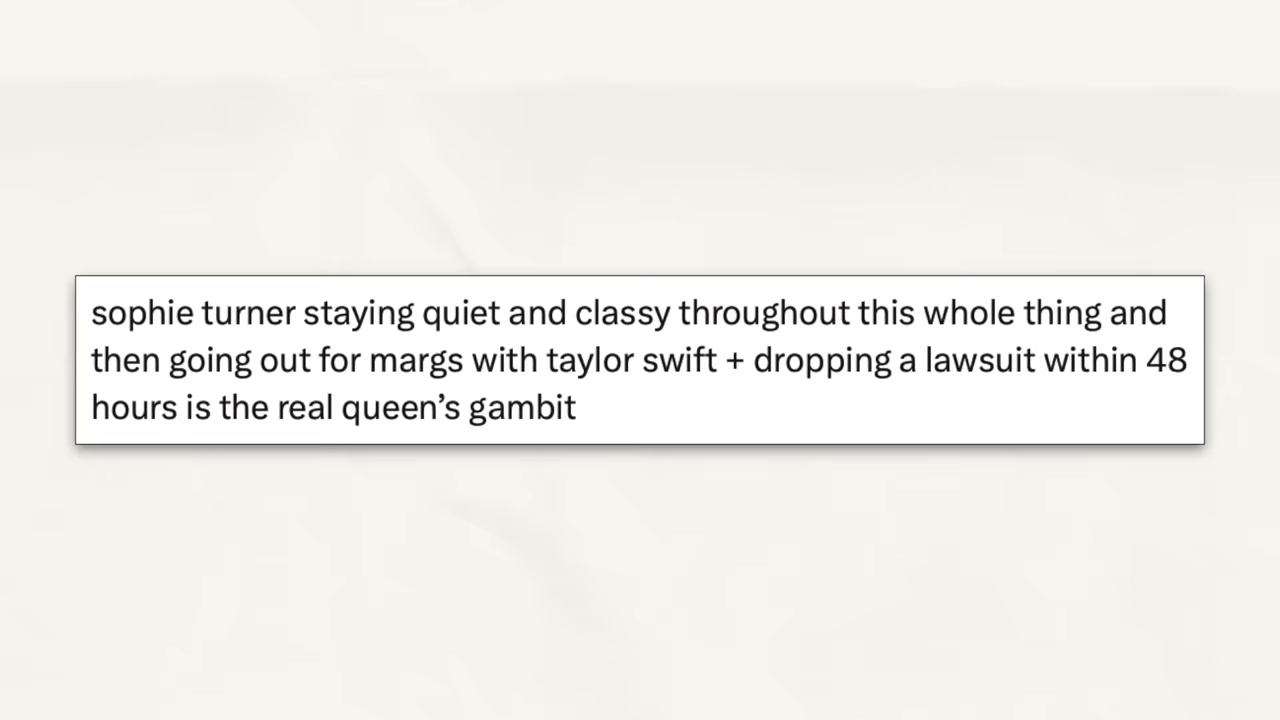 sophie turner staying quiet and classy throughout this whole thing and
then going out for margs with taylor swift + dropping a lawsuit within 48
hours is the real queen’s gambit